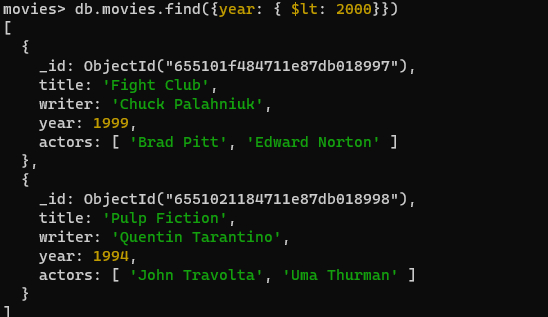 movies> db.movies.find({year: { $lt: 2000}})
[
  {
    _id: ObjectId("655101f484711e87db018997"),
    title: 'Fight Club',
    writer: 'Chuck Palahniuk',
    year: 1999,
    actors: [ 'Brad Pitt', 'Edward Norton' ]
  },
  {
    _id: ObjectId("6551021184711e87db018998"),
    title: 'Pulp Fiction',
    writer: 'Quentin Tarantino',
    year: 1994,
    actors: [ 'John Travolta', 'Uma Thurman' ]
  }
]